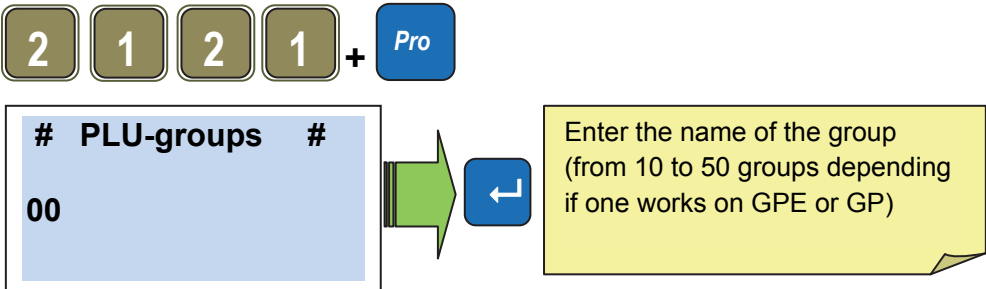 2 1 2 1 + Pro
# PLU-groups #
00
Enter the name of the group
(from 10 to 50 groups depending
if one works on GPE or GP)